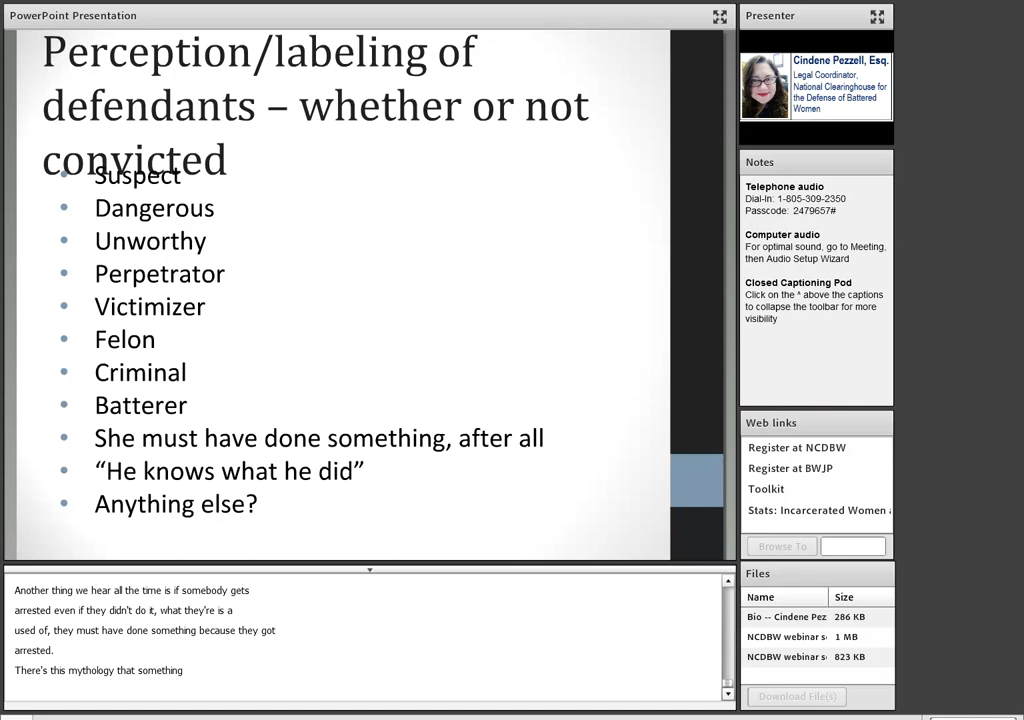 PowerPoint Presentation
Perception/labeling of
defendants – whether or not
convicted
• Suspect
• Dangerous
• Unworthy
• Perpetrator
• Victimizer
• Felon
• Criminal
• Batterer
• She must have done something, after all
• “He knows what he did”
• Anything else?
Another thing we hear all the time is if somebody gets
arrested even if they didn't do it, what they're is a
used of, they must have done something because they got
arrested.
There's this mythology that something
Presenter
Cindene Pezzell, Esq.
Legal Coordinator,
National Clearinghouse for
the Defense of Battered
Women
Notes
Telephone audio
Dial-In: 1-805-309-2350
Passcode: 2479657#
Computer audio
For optimal sound, go to Meeting,
then Audio Setup Wizard
Closed Captioning Pod
Click on the ^ above the captions
to collapse the toolbar for more
visibility
Web links
Register at NCDBW
Register at BWJP
Toolkit
Stats: Incarcerated Women
Browse To
Files
Name Size
Bio -- Cindene Pez 286 KB
NCDBW webinar s 1 MB
NCDBW webinar s 823 KB
Download File(s)